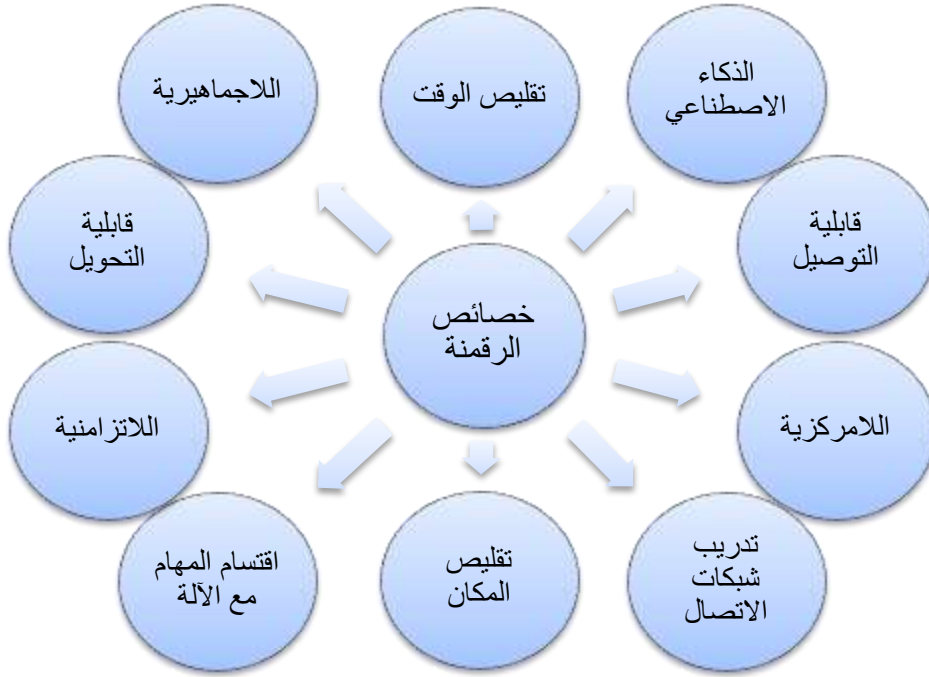 الذكاء
الاصطناعي
تقليص الوقت
اللاجماهيرية
قابلية
التوصيل
قابلية
التحويل
خصائص
الرقمنة
اللامركزية
اللاتزامنية
تدريب
شبكات
الاتصال
تقليص
المكان
اقتسام المهام
مع الآلة